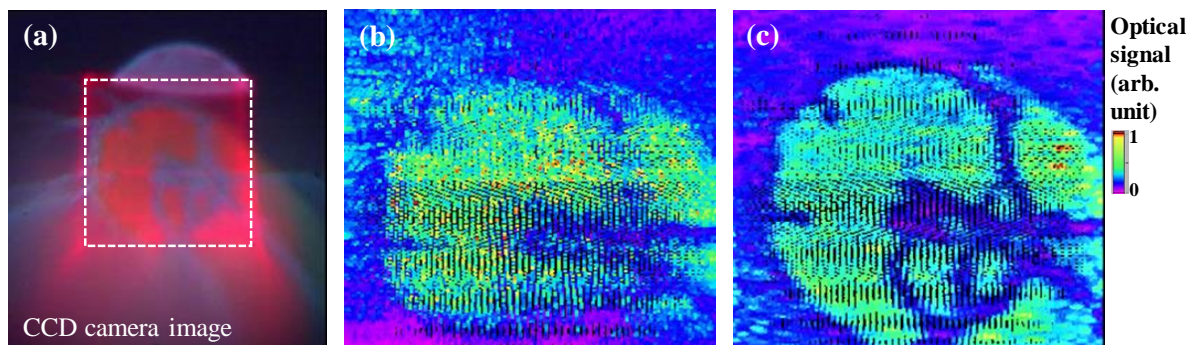 (a)
CCD camera image
(b)
(c)
Optical
signal
(arb.
unit)
1
0